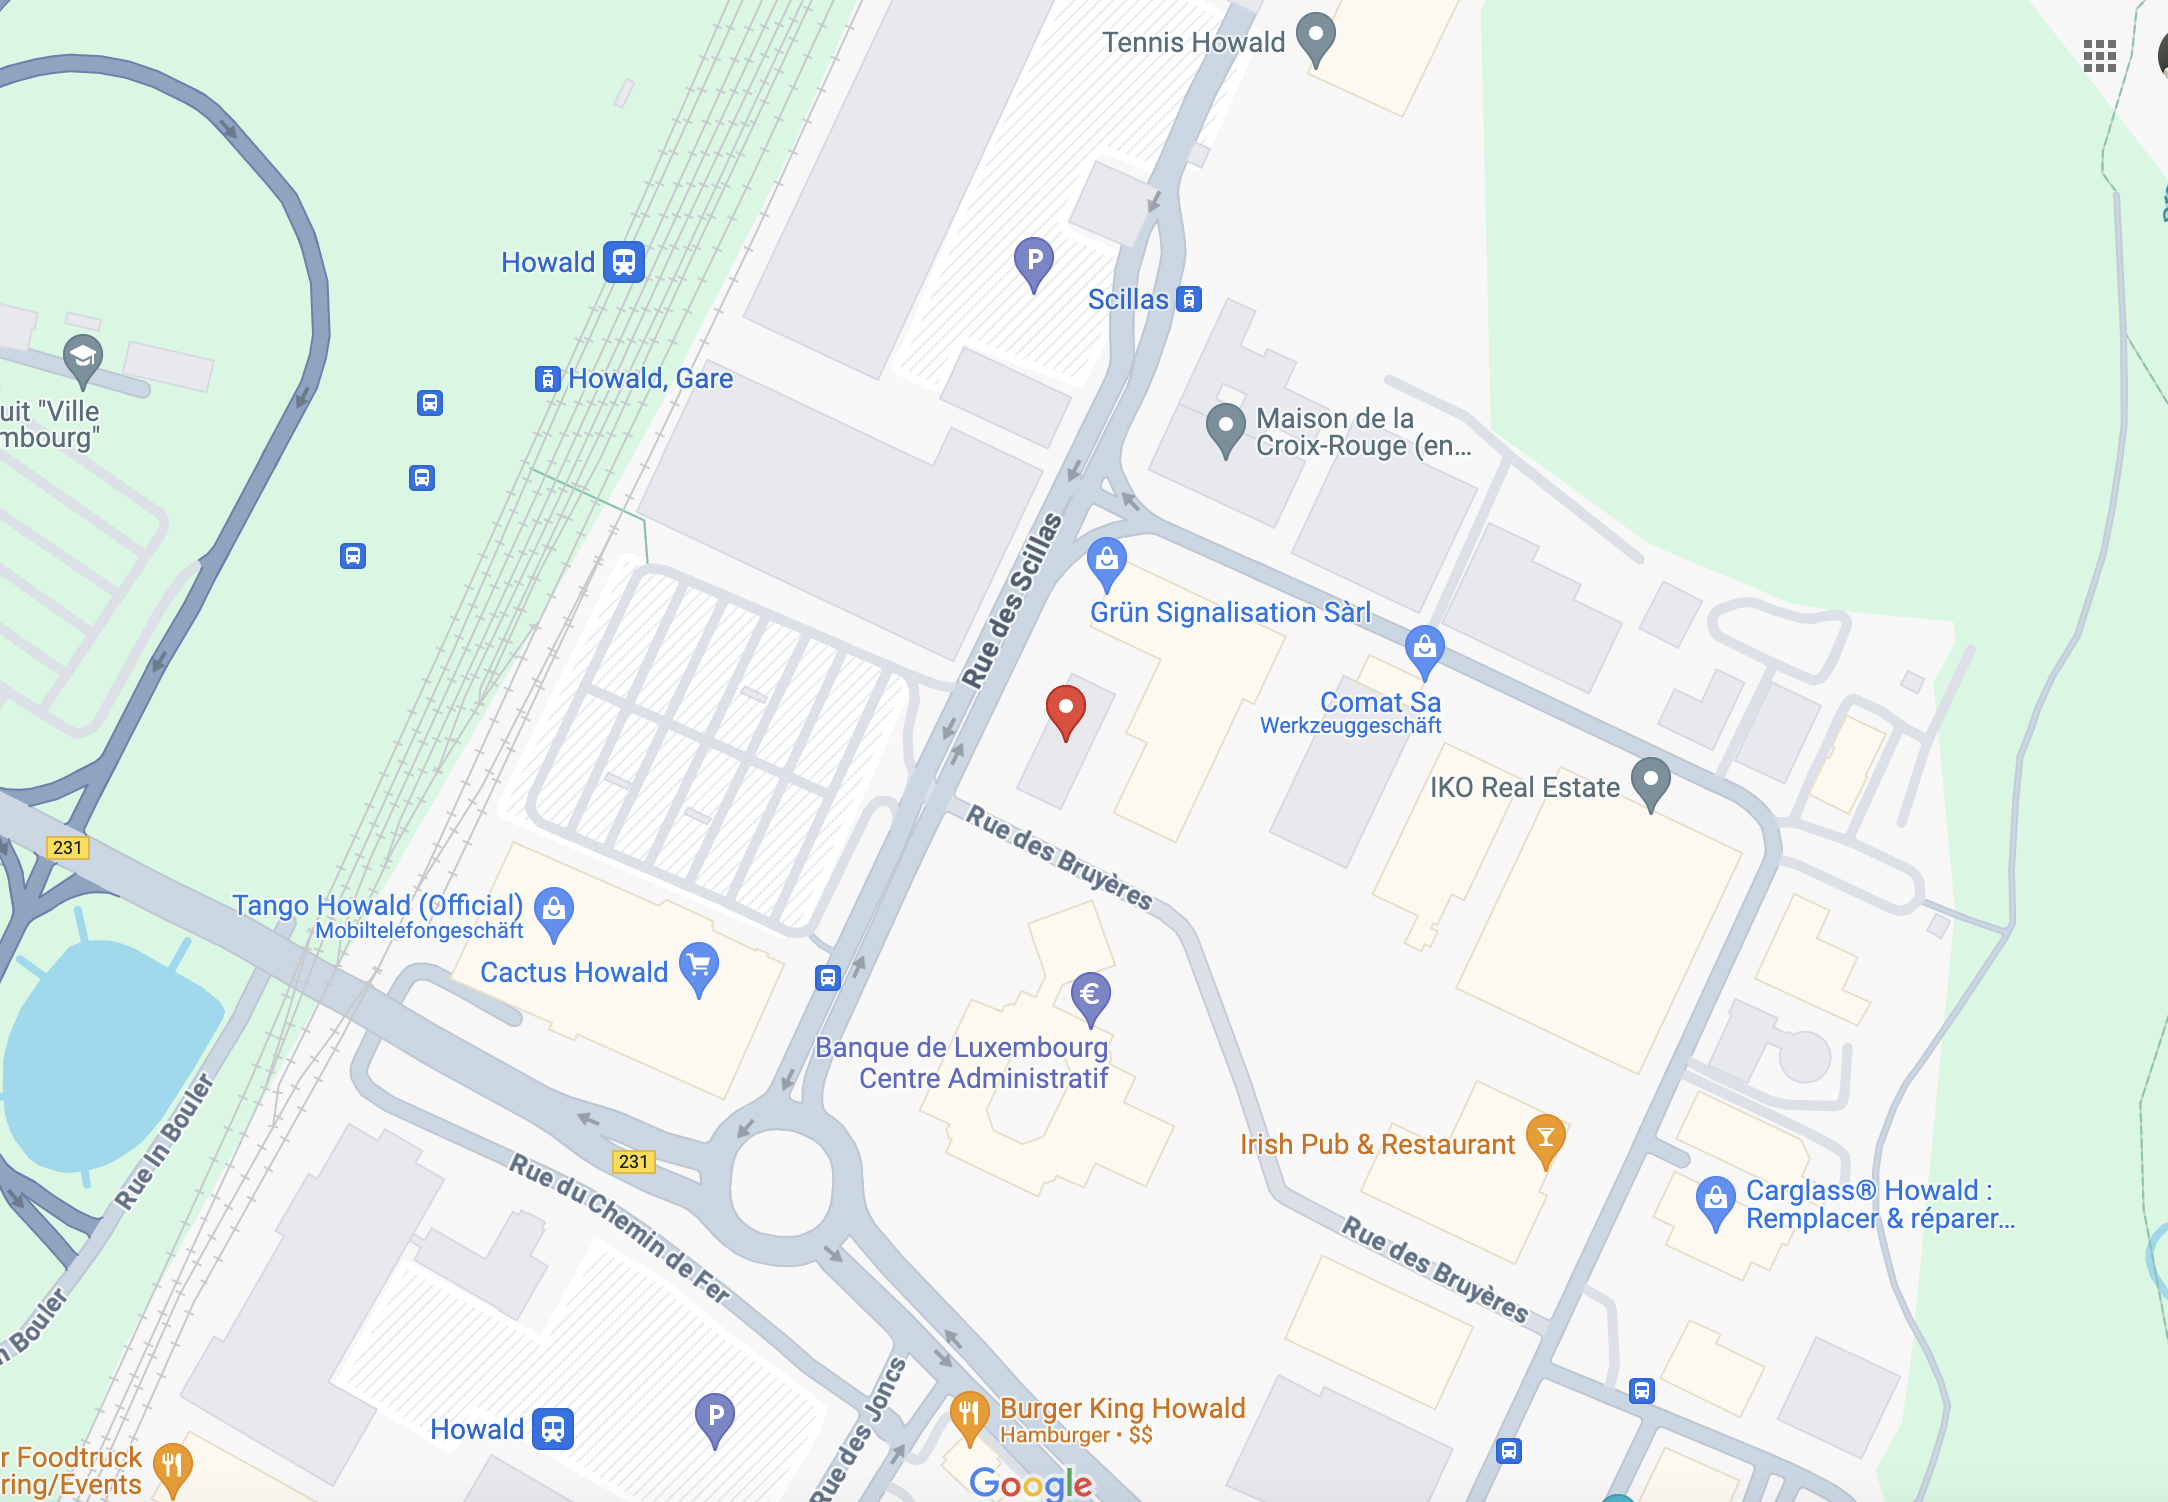 Tennis Howald
Howald
P
Scillas
Howald, Gare
uit "Ville
mbourg"
Maison de la
Croix-Rouge (en...
Rue des Scillas
Grün Signalisation Sàrl
Comat Sa
Werkzeuggeschäft
IKO Real Estate
Rue des Bruyères
231
Tango Howald (Official)
Mobiltelefongeschäft
Cactus Howald
€
Banque de Luxembourg
Centre Administratif
Rue In Bouler
231
Irish Pub & Restaurant
Carglass® Howald :
Remplacer & réparer...
Rue du Chemin de Fer
Rue des Bruyères
n Bouler
Rue des Joncs
Howald
P
Burger King Howald
Hamburger • $$
r Foodtruck
ring/Events
Google